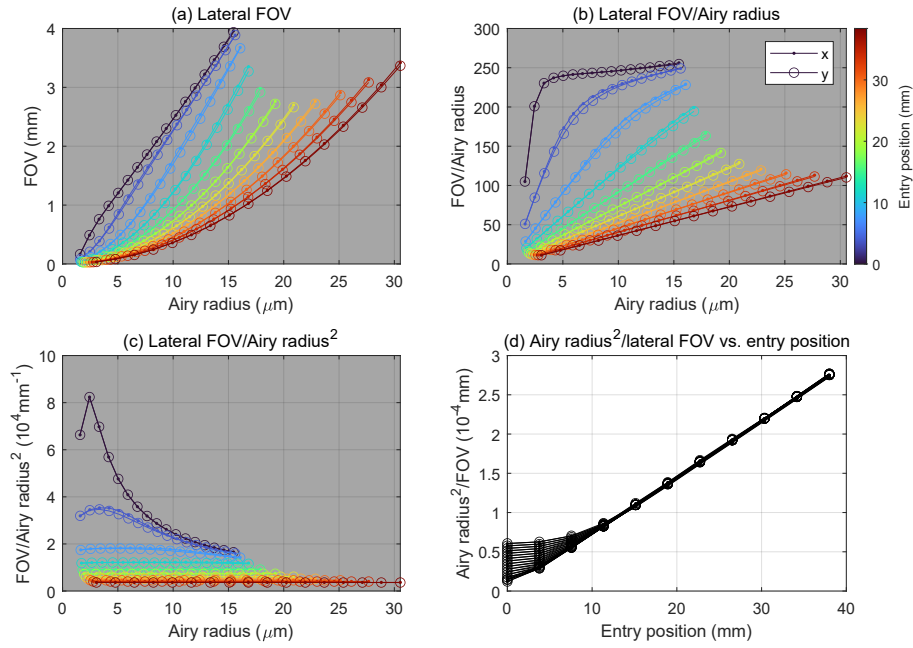 (a) Lateral FOV
4
3
2
1
0
FOV (mm)
0 5 10 15 20 25 30
Airy radius (μm)
(b) Lateral FOV/Airy radius
300
250
200
150
100
50
0
FOV/Airy radius
0 5 10 15 20 25 30
Airy radius (μm)
x
y
30
20
10
0
Entry position (mm)
(c) Lateral FOV/Airy radius²
10
8
6
4
2
0
FOV/Airy radius² (10⁴mm⁻¹)
0 5 10 15 20 25 30
Airy radius (μm)
(d) Airy radius²/lateral FOV vs. entry position
3
2.5
2
1.5
1
0.5
0
Airy radius²/FOV (10⁻⁴mm)
0 10 20 30 40
Entry position (mm)